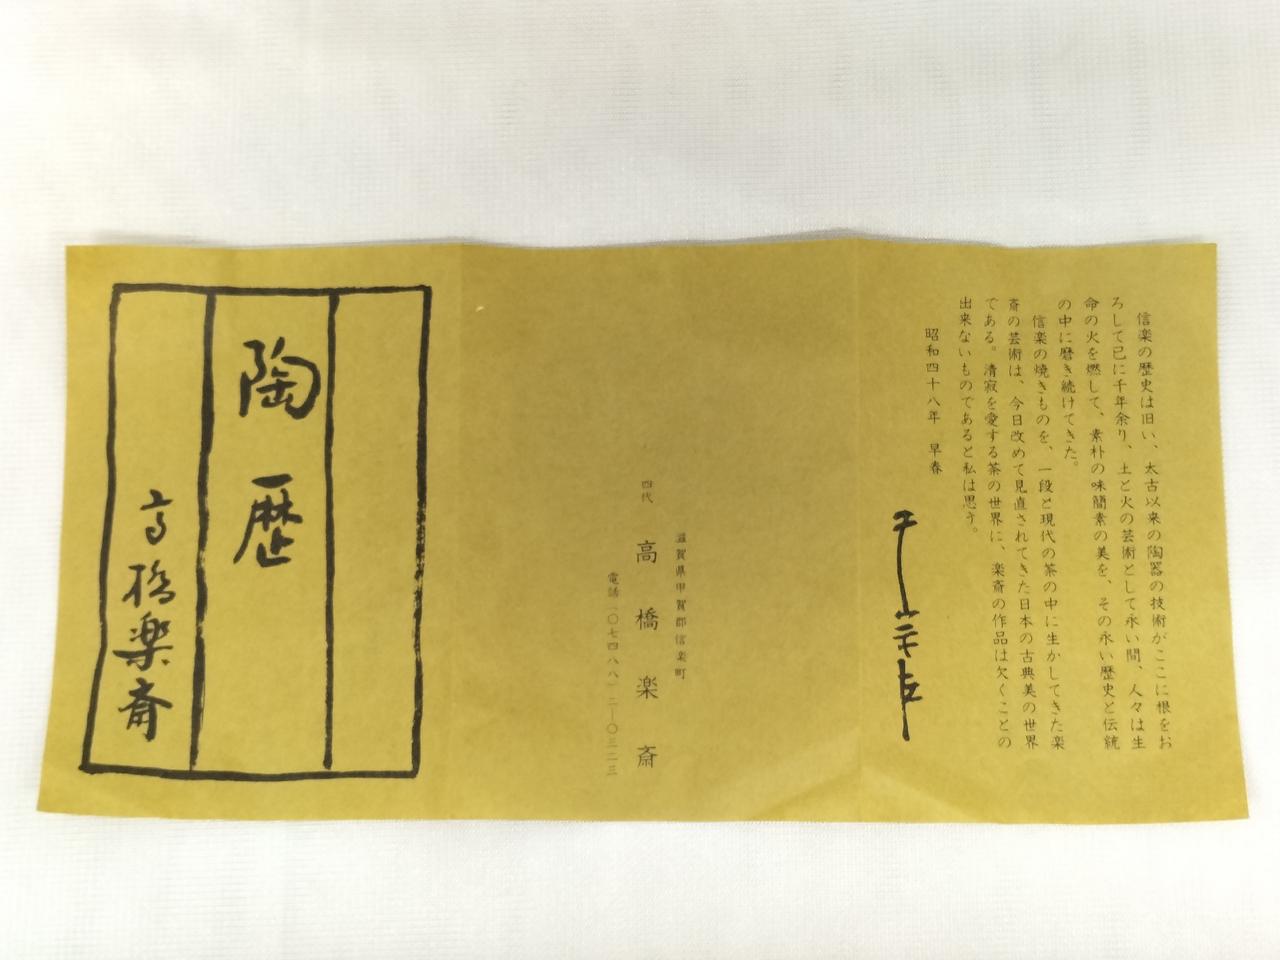 信楽の歴史は旧い、太古以来の陶器の技術がここに根をお
ろして已に千年余り、土と火の芸術として永い間、人々は生
命の火を燃して、素朴の味簡素の美を、その永い歴史と伝統
の中に磨き続けてきた。
信楽の焼きものを、一段と現代の茶の中に生かしてきた楽
斎の芸術は、今日改めて見直されてきた日本の古典美の世界
である。清寂を愛する茶の世界に、楽斎の作品は欠くことの
出来ないものであると私は思う。
昭和四十八年 早春
滋賀県甲賀郡信楽町
四代 高橋楽斎
電話(〇七四八八)二―〇三二三
陶歴
高橋楽斎